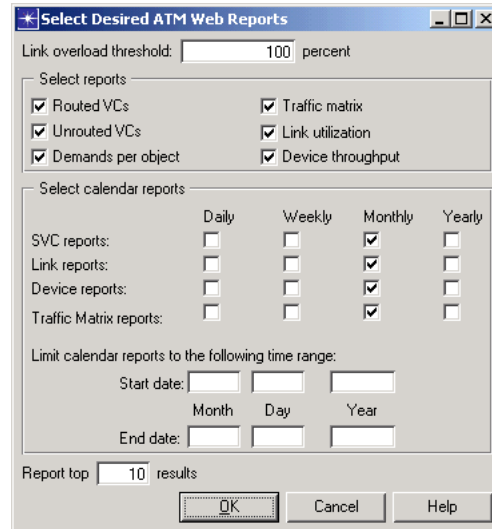 Select Desired ATM Web Reports
Link overload threshold: 100 percent
Select reports
Routed VCs Traffic matrix
Unrouted VCs Link utilization
Demands per object Device throughput
Select calendar reports
Daily Weekly Monthly Yearly
SVC reports:
Link reports:
Device reports:
Traffic Matrix reports:
Limit calendar reports to the following time range:
Start date:
Month Day Year
End date:
Report top 10 results
OK Cancel Help